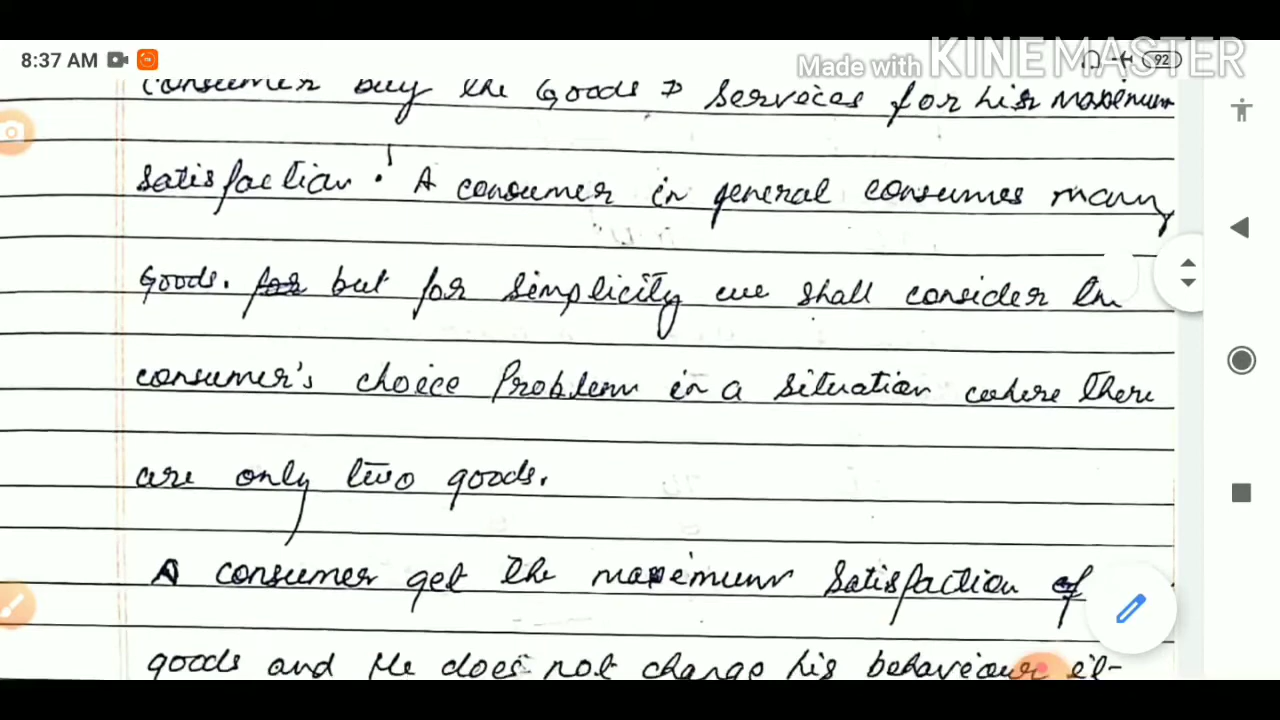 8:37 AM
92
Made with KINEMASTER
consumer buy the Goods & Services for his maximum
satisfaction. A consumer in general consumes many
Goods. for but for simplicity we shall consider the
consumer's choice Problem in a situation where there
are only two goods.
A consumer get the maximum satisfaction of
goods and He does not change his behaviour